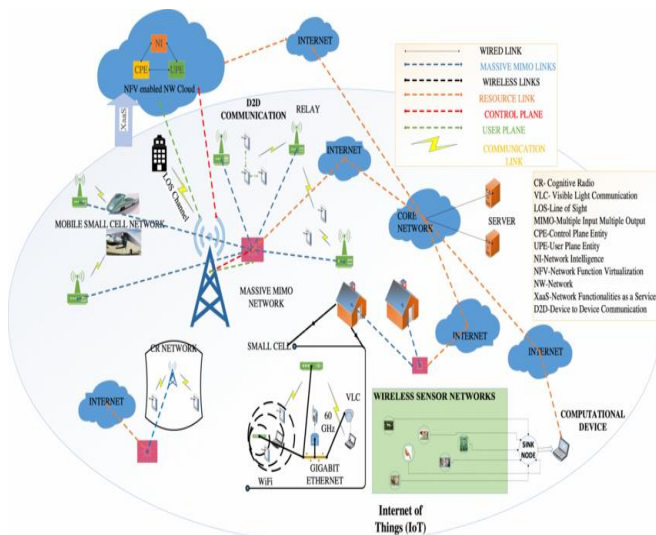 NI
CPE
UPE
NFV enabled NW Cloud
XaaS
INTERNET
D2D
COMMUNICATION
RELAY
INTERNET
LOS Channel
MOBILE SMALL CELL NETWORK
MASSIVE MIMO
NETWORK
CORE
NETWORK
SERVER
WIRED LINK
MASSIVE MIMO LINKS
WIRELESS LINKS
RESOURCE LINK
CONTROL PLANE
USER PLANE
COMMUNICATION
LINK
CR- Cognitive Radio
VLC- Visible Light Communication
LOS-Line of Sight
MIMO-Multiple Input Multiple Output
CPE-Control Plane Entity
UPE-User Plane Entity
NI-Network Intelligence
NFV-Network Function Virtualization
NW-Network
XaaS-Network Functionalities as a Service
D2D-Device to Device Communication
SMALL CELL
INTERNET
INTERNET
CR NETWORK
INTERNET
VLC
60
GHz
WiFi
GIGABIT
ETHERNET
WIRELESS SENSOR NETWORKS
SINK
NODE
COMPUTATIONAL
DEVICE
Internet of
Things (IoT)